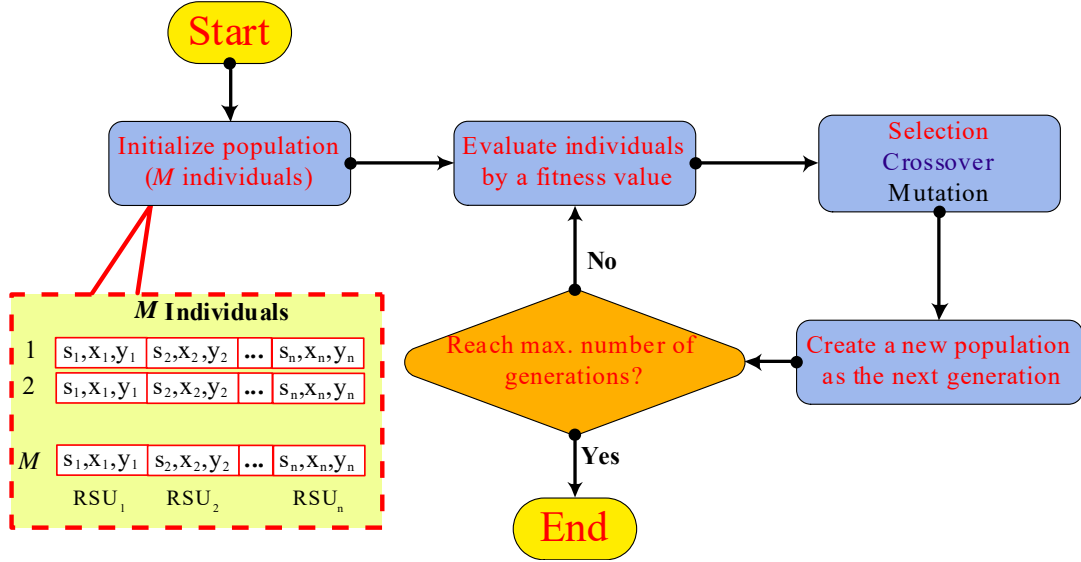 Start
Initialize population
(M individuals)
Evaluate individuals
by a fitness value
Selection
Crossover
Mutation
No
Reach max. number of
generations?
Create a new population
as the next generation
Yes
End
M Individuals
1 s₁,x₁,y₁ s₂,x₂,y₂ ... sₙ,xₙ,yₙ
2 s₁,x₁,y₁ s₂,x₂,y₂ ... sₙ,xₙ,yₙ
M s₁,x₁,y₁ s₂,x₂,y₂ ... sₙ,xₙ,yₙ
RSU₁ RSU₂ RSUₙ